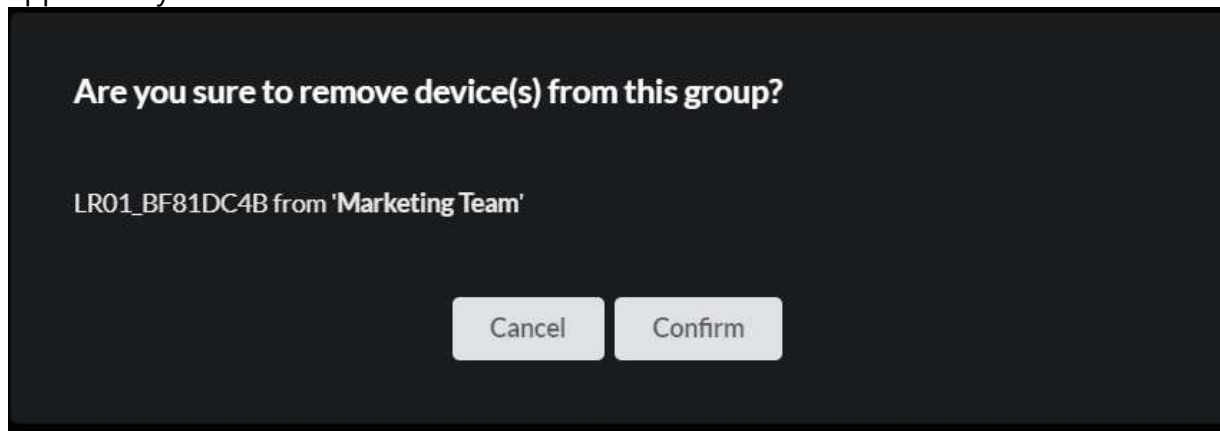 Are you sure to remove device(s) from this group?
LR01_BF81DC4B from 'Marketing Team'
Cancel Confirm